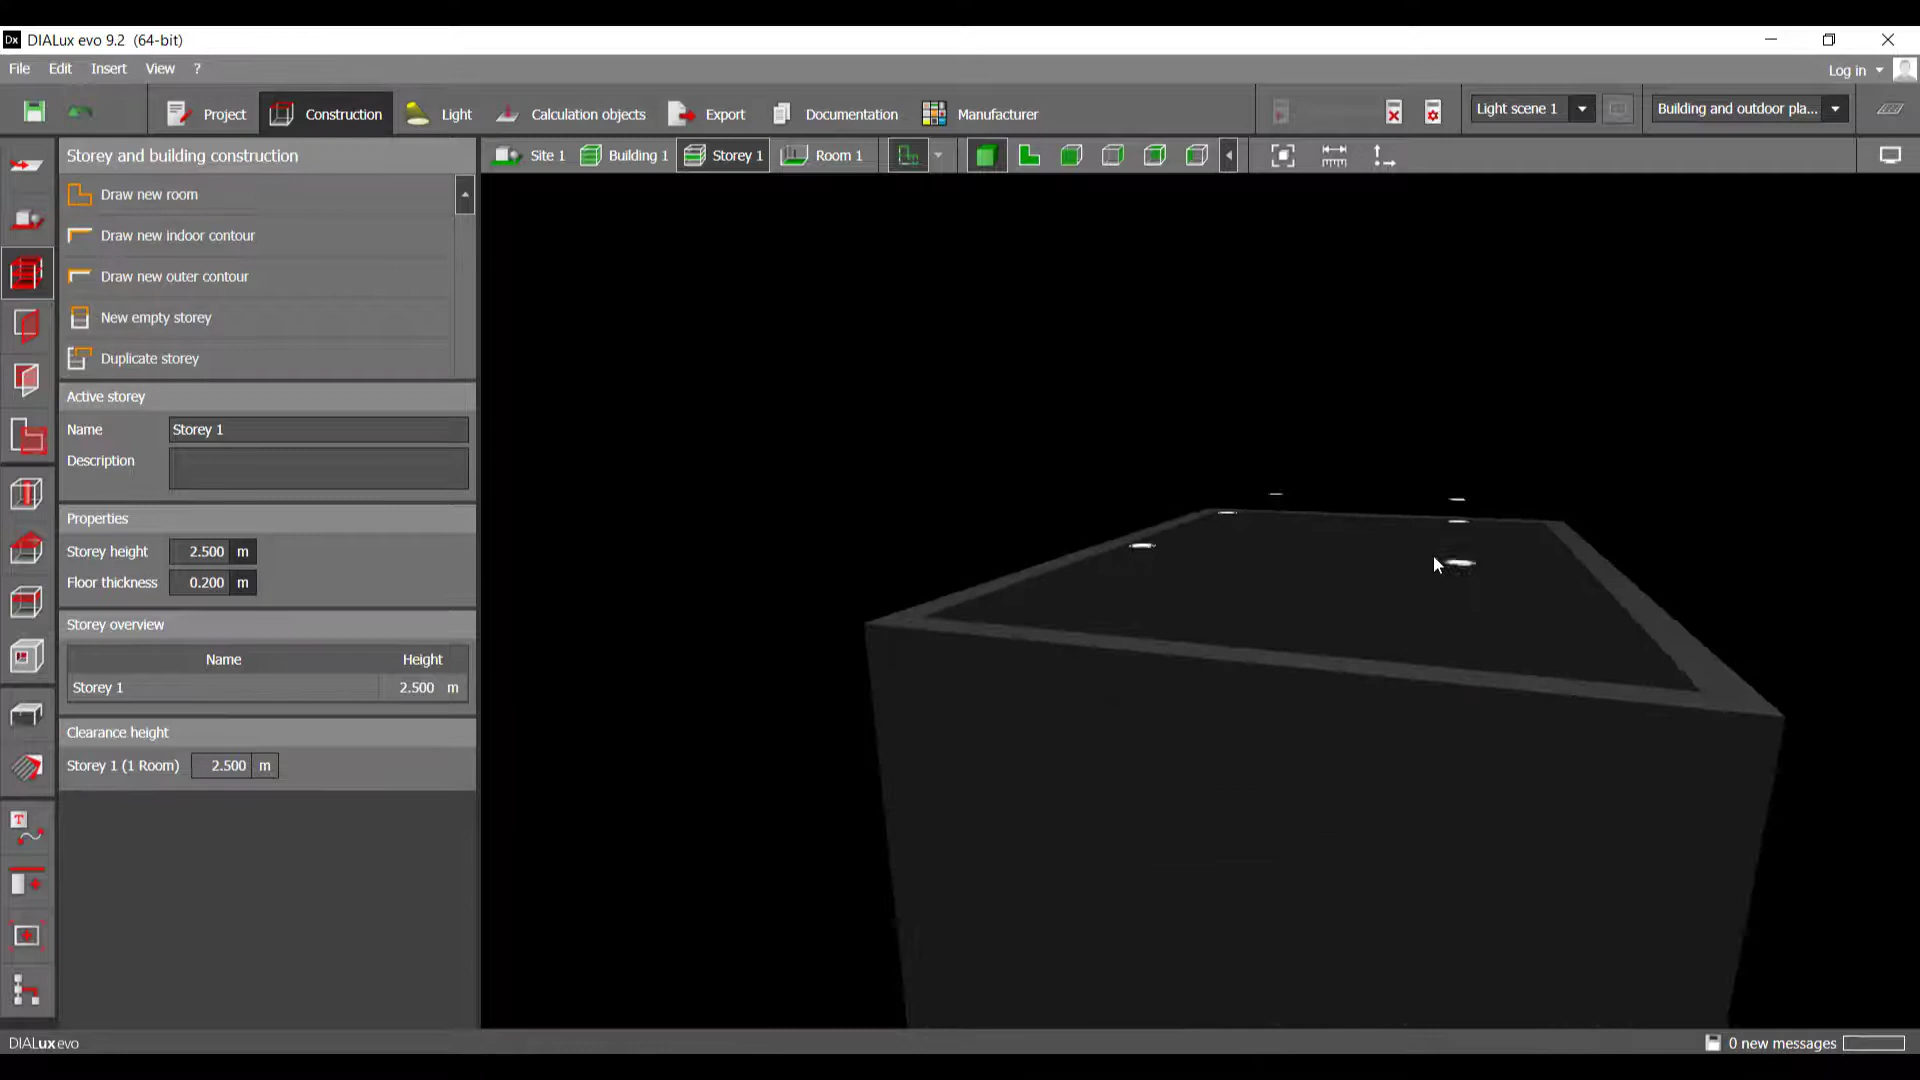 Dx DIALux evo 9.2 (64-bit)
File Edit Insert View ?
Log in
Project Construction Light Calculation objects Export Documentation Manufacturer
Light scene 1
Building and outdoor pla...
Storey and building construction
Site 1 Building 1 Storey 1 Room 1
Draw new room
Draw new indoor contour
Draw new outer contour
New empty storey
Duplicate storey
Active storey
Name Storey 1
Description
Properties
Storey height 2.500 m
Floor thickness 0.200 m
Storey overview
Name Height
Storey 1 2.500 m
Clearance height
Storey 1 (1 Room) 2.500 m
T
DIALux evo
0 new messages